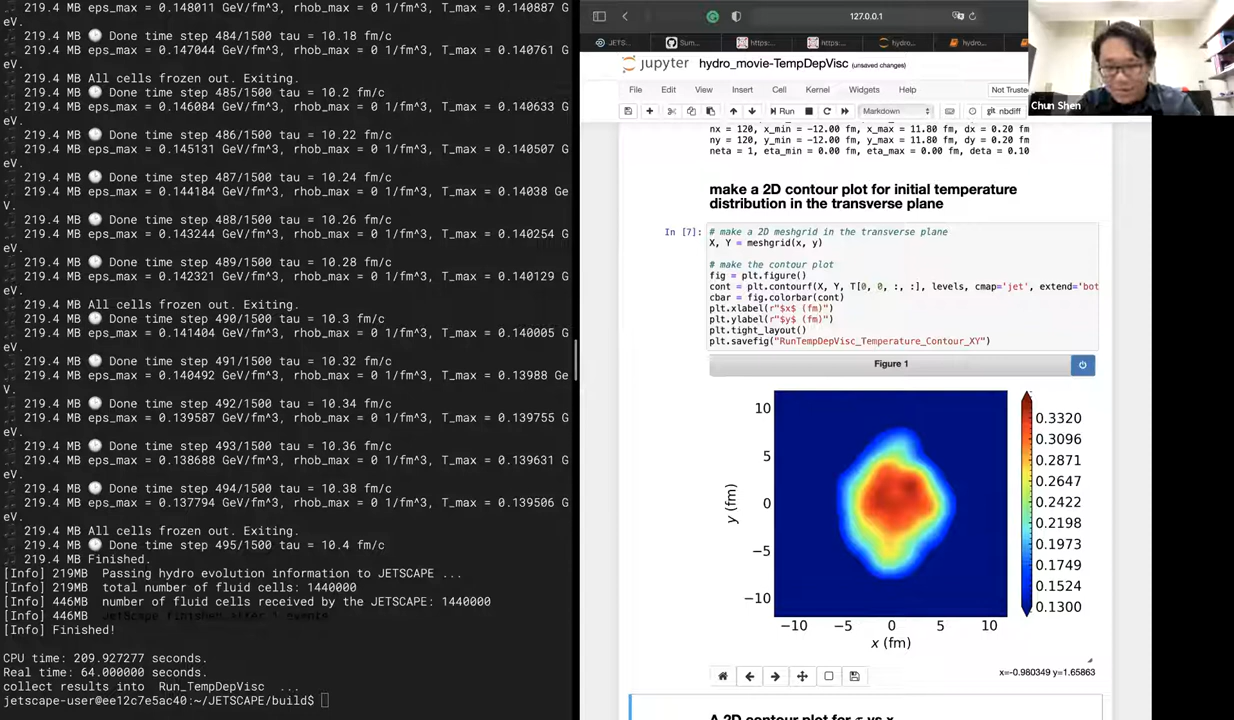 219.4 MB eps_max = 0.148011 GeV/fm^3, rhob_max = 0 1/fm^3, T_max = 0.140887 G
eV.
219.4 MB Done time step 484/1500 tau = 10.18 fm/c
219.4 MB eps_max = 0.147044 GeV/fm^3, rhob_max = 0 1/fm^3, T_max = 0.140761 G
eV.
219.4 MB All cells frozen out. Exiting.
219.4 MB Done time step 485/1500 tau = 10.2 fm/c
219.4 MB eps_max = 0.146084 GeV/fm^3, rhob_max = 0 1/fm^3, T_max = 0.140633 G
eV.
219.4 MB Done time step 486/1500 tau = 10.22 fm/c
219.4 MB eps_max = 0.145131 GeV/fm^3, rhob_max = 0 1/fm^3, T_max = 0.140507 G
eV.
219.4 MB Done time step 487/1500 tau = 10.24 fm/c
219.4 MB eps_max = 0.144184 GeV/fm^3, rhob_max = 0 1/fm^3, T_max = 0.14038 Ge
V.
219.4 MB Done time step 488/1500 tau = 10.26 fm/c
219.4 MB eps_max = 0.143244 GeV/fm^3, rhob_max = 0 1/fm^3, T_max = 0.140254 G
eV.
219.4 MB Done time step 489/1500 tau = 10.28 fm/c
219.4 MB eps_max = 0.142321 GeV/fm^3, rhob_max = 0 1/fm^3, T_max = 0.140129 G
eV.
219.4 MB All cells frozen out. Exiting.
219.4 MB Done time step 490/1500 tau = 10.3 fm/c
219.4 MB eps_max = 0.141404 GeV/fm^3, rhob_max = 0 1/fm^3, T_max = 0.140005 G
eV.
219.4 MB Done time step 491/1500 tau = 10.32 fm/c
219.4 MB eps_max = 0.140492 GeV/fm^3, rhob_max = 0 1/fm^3, T_max = 0.13988 Ge
V.
219.4 MB Done time step 492/1500 tau = 10.34 fm/c
219.4 MB eps_max = 0.139587 GeV/fm^3, rhob_max = 0 1/fm^3, T_max = 0.139755 G
eV.
219.4 MB Done time step 493/1500 tau = 10.36 fm/c
219.4 MB eps_max = 0.138688 GeV/fm^3, rhob_max = 0 1/fm^3, T_max = 0.139631 G
eV.
219.4 MB Done time step 494/1500 tau = 10.38 fm/c
219.4 MB eps_max = 0.137794 GeV/fm^3, rhob_max = 0 1/fm^3, T_max = 0.139506 G
eV.
219.4 MB All cells frozen out. Exiting.
219.4 MB Done time step 495/1500 tau = 10.4 fm/c
219.4 MB Finished.
[Info] 219MB Passing hydro evolution information to JETSCAPE ...
[Info] 219MB total number of fluid cells: 1440000
[Info] 446MB number of fluid cells received by the JETSCAPE: 1440000
[Info] 446MB JetScape finished after 1 events
[Info] Finished!
CPU time: 209.927277 seconds.
Real time: 64.000000 seconds.
collect results into Run_TempDepVisc ...
jetscape-user@ee12c7e5ac40:~/JETSCAPE/build$
127.0.0.1
JETS...
Sum...
https:...
https:...
hydro...
hydro...
jupyter hydro_movie-TempDepVisc (unsaved changes)
File Edit View Insert Cell Kernel Widgets Help Not Truste
Run Markdown nbdiff
Chun Shen
nx = 120, x_min = -12.00 fm, x_max = 11.80 fm, dx = 0.20 fm
ny = 120, y_min = -12.00 fm, y_max = 11.80 fm, dy = 0.20 fm
neta = 1, eta_min = 0.00 fm, eta_max = 0.00 fm, deta = 0.10
make a 2D contour plot for initial temperature
distribution in the transverse plane
In [7]:
# make a 2D meshgrid in the transverse plane
X, Y = meshgrid(x, y)
# make the contour plot
fig = plt.figure()
cont = plt.contourf(X, Y, T[0, 0, :, :], levels, cmap='jet', extend='bot
cbar = fig.colorbar(cont)
plt.xlabel(r"$x$ (fm)")
plt.ylabel(r"$y$ (fm)")
plt.tight_layout()
plt.savefig("RunTempDepVisc_Temperature_Contour_XY")
Figure 1
10
5
0
−5
−10
y (fm)
−10 −5 0 5 10
x (fm)
0.3320
0.3096
0.2871
0.2647
0.2422
0.2198
0.1973
0.1749
0.1524
0.1300
x=-0.980349 y=1.65863
A 2D contour plot for τ vs x